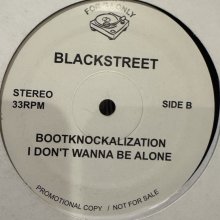 FOR DJ ONLY
BLACKSTREET
STEREO
33RPM
SIDE B
BOOTKNOCKALIZATION
I DON'T WANNA BE ALONE
PROMOTIONAL COPY / NOT FOR SALE